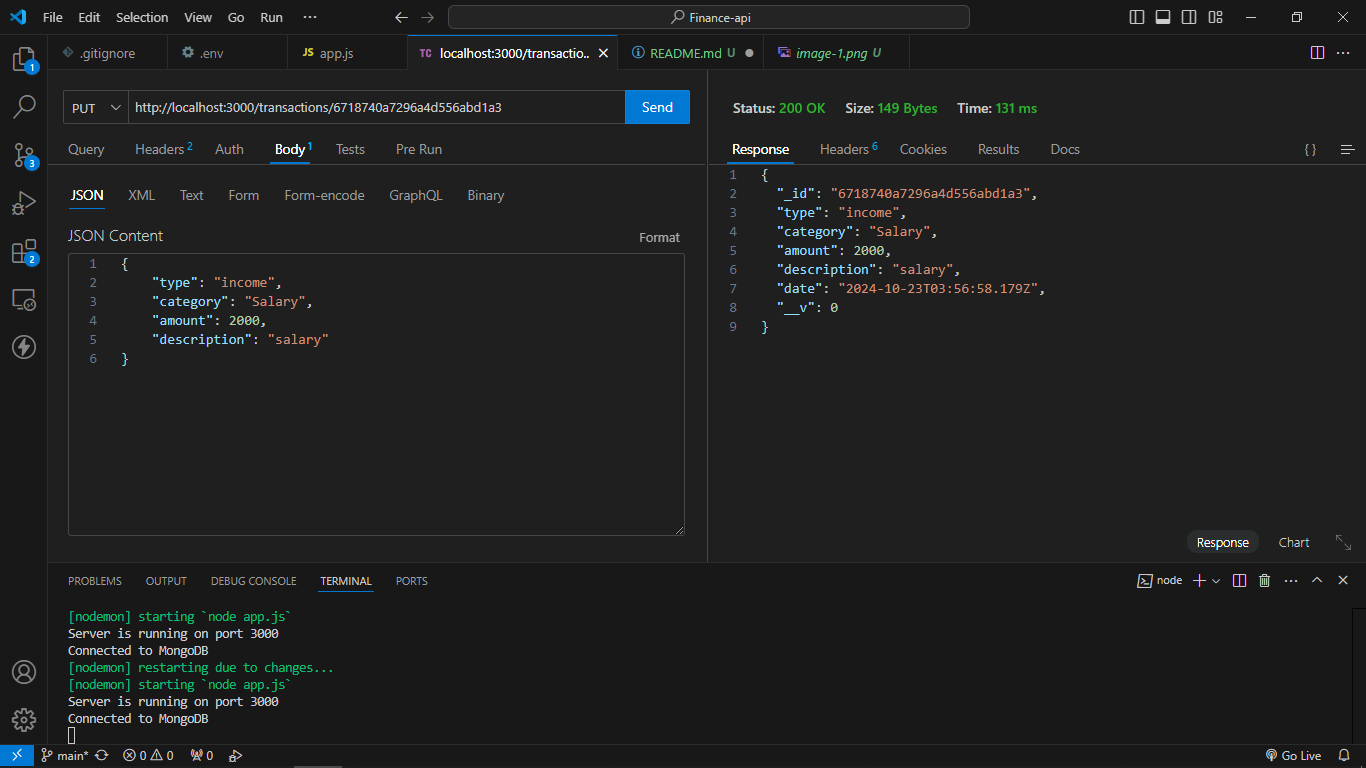 File Edit Selection View Go Run ··· Finance-api
.gitignore .env JS app.js TC localhost:3000/transactio.. README.md U image-1.png U
1
3
2
PUT http://localhost:3000/transactions/6718740a7296a4d556abd1a3 Send
Query Headers 2 Auth Body 1 Tests Pre Run
JSON XML Text Form Form-encode GraphQL Binary
JSON Content Format
1 {
2 "type": "income",
3 "category": "Salary",
4 "amount": 2000,
5 "description": "salary"
6 }
Status: 200 OK Size: 149 Bytes Time: 131 ms
Response Headers 6 Cookies Results Docs { }
1 {
2 "_id": "6718740a7296a4d556abd1a3",
3 "type": "income",
4 "category": "Salary",
5 "amount": 2000,
6 "description": "salary",
7 "date": "2024-10-23T03:56:58.179Z",
8 "__v": 0
9 }
Response Chart
PROBLEMS OUTPUT DEBUG CONSOLE TERMINAL PORTS node
[nodemon] starting `node app.js`
Server is running on port 3000
Connected to MongoDB
[nodemon] restarting due to changes...
[nodemon] starting `node app.js`
Server is running on port 3000
Connected to MongoDB
main* 0 0 0 Go Live